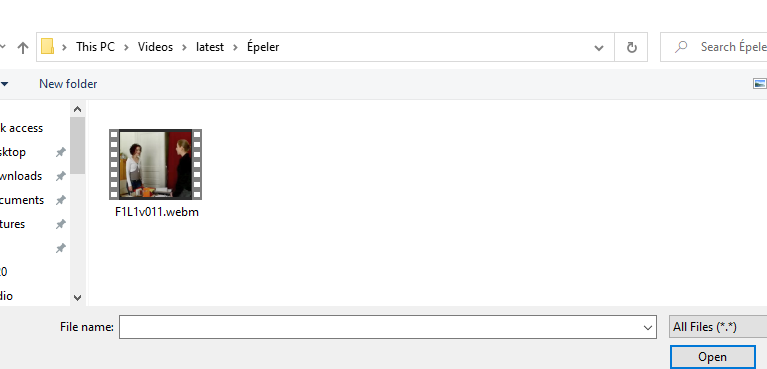 This PC > Videos > latest > Épeler
Search Épele
New folder
k access
sktop
wnloads
cuments
tures
20
dio
F1L1v011.webm
File name:
All Files (*.*)
Open